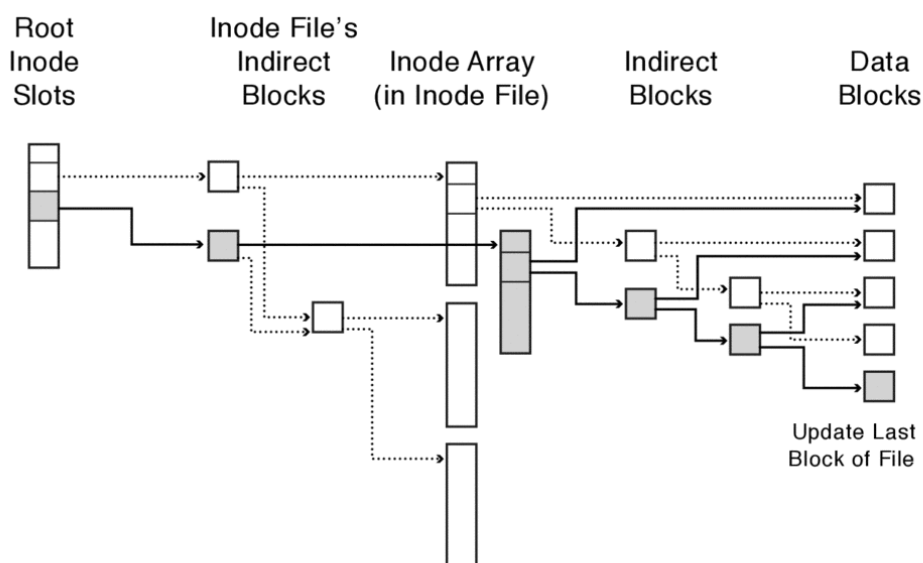 Root
Inode
Slots
Inode File's
Indirect
Blocks
Inode Array
(in Inode File)
Indirect
Blocks
Data
Blocks
Update Last
Block of File